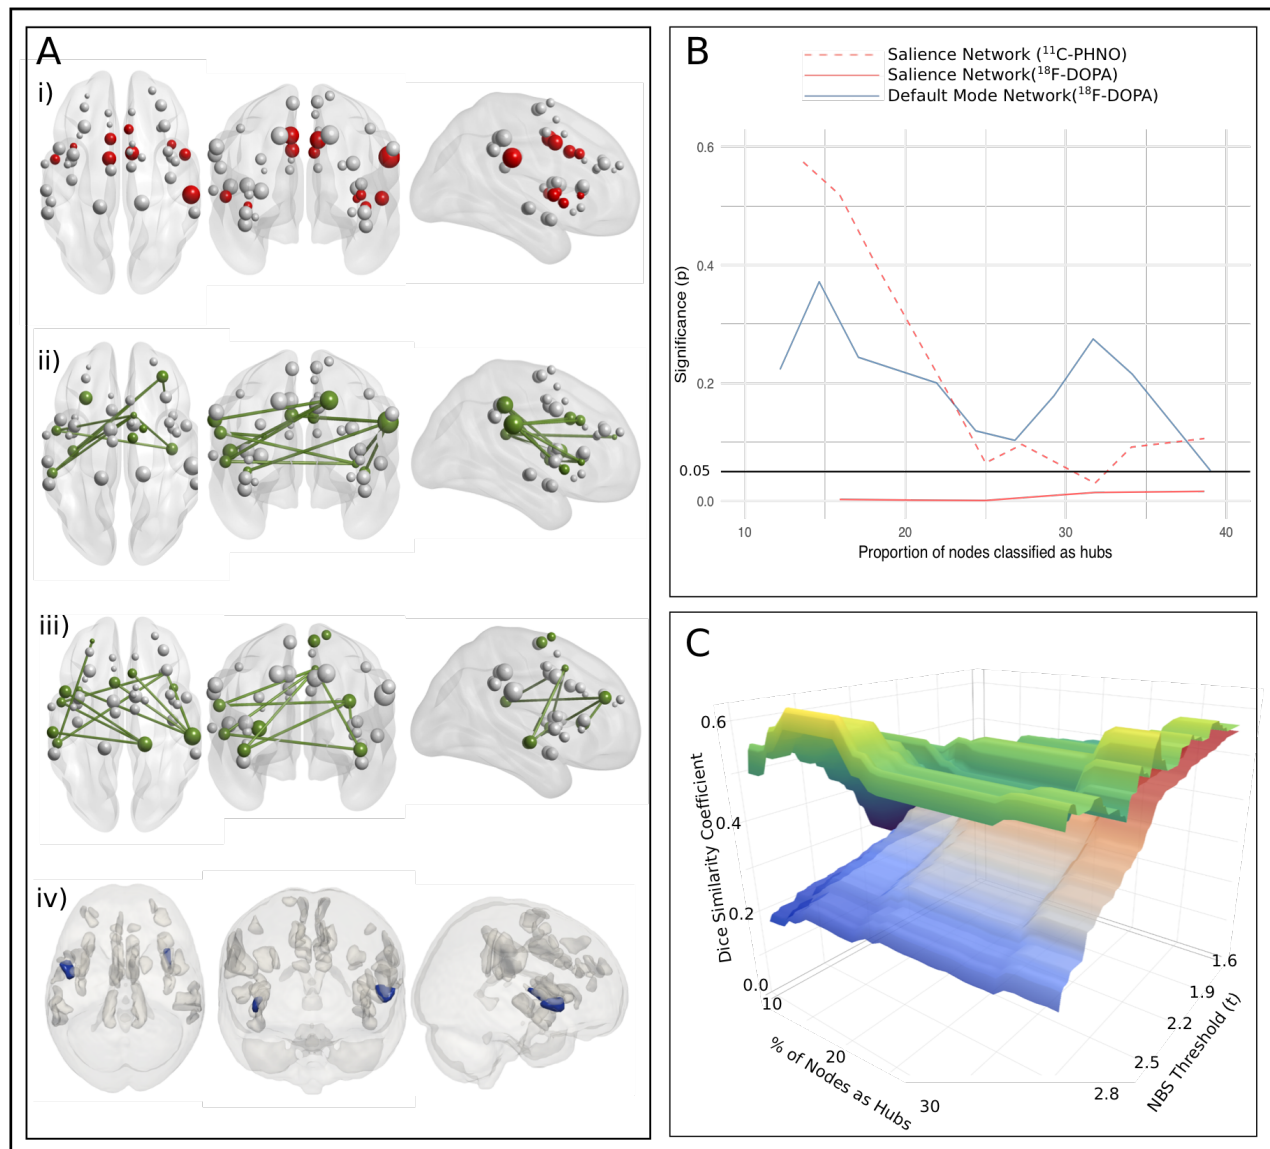 A
i)
ii)
iii)
iv)
B
Salience Network (¹¹C-PHNO)
Salience Network(¹⁸F-DOPA)
Default Mode Network(¹⁸F-DOPA)
Significance (p)
0.6
0.4
0.2
0.05
0.0
10
20
30
40
Proportion of nodes classified as hubs
C
Dice Similarity Coefficient
0.6
0.4
0.2
0.0
10
20
30
% of Nodes as Hubs
1.6
1.9
2.2
2.5
2.8
NBS Threshold (t)